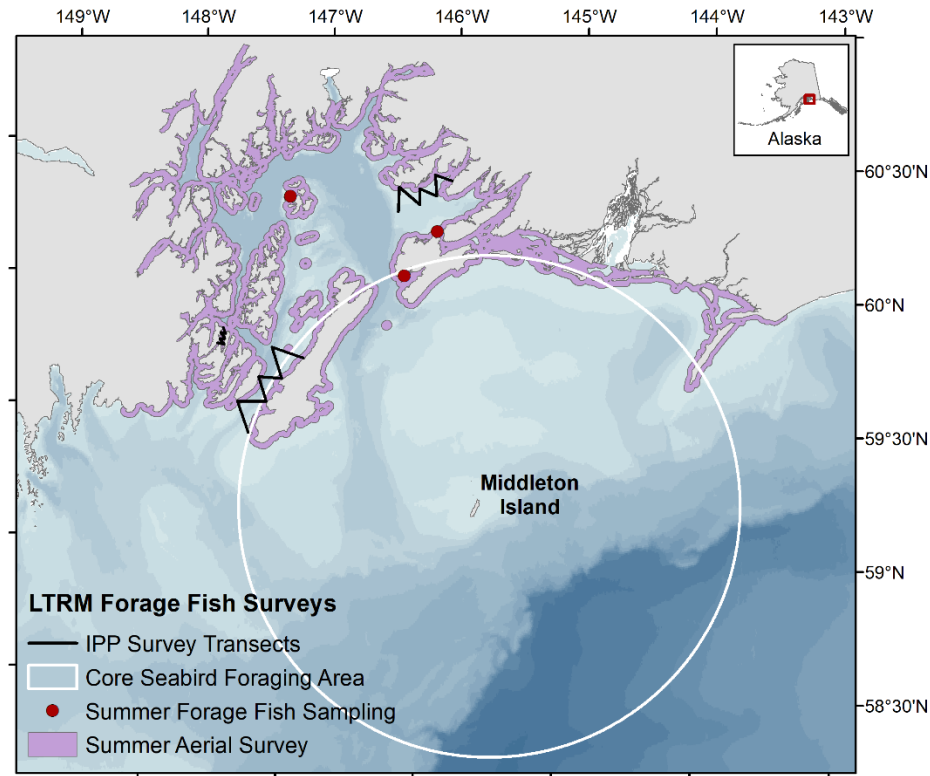 149°W 148°W 147°W 146°W 145°W 144°W 143°W
Alaska
60°30'N
60°N
59°30'N
59°N
58°30'N
Middleton
Island
LTRM Forage Fish Surveys
IPP Survey Transects
Core Seabird Foraging Area
Summer Forage Fish Sampling
Summer Aerial Survey